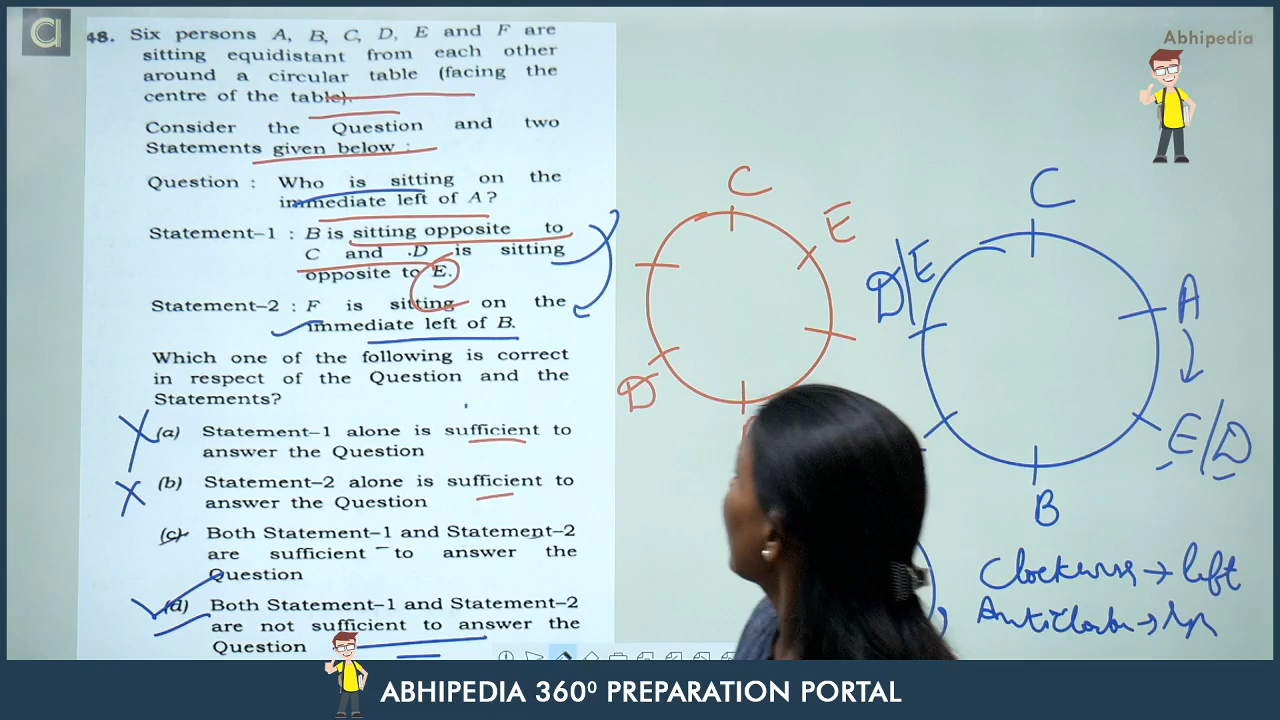 a
Abhipedia
48. Six persons A, B, C, D, E and F are
sitting equidistant from each other
around a circular table (facing the
centre of the table).
Consider the Question and two
Statements given below :
Question : Who is sitting on the
immediate left of A?
Statement–1 : B is sitting opposite to
C and D is sitting
opposite to E.
Statement–2 : F is sitting on the
immediate left of B.
Which one of the following is correct
in respect of the Question and the
Statements?
(a) Statement–1 alone is sufficient to
answer the Question
(b) Statement–2 alone is sufficient to
answer the Question
(c) Both Statement–1 and Statement–2
are sufficient to answer the
Question
(d) Both Statement–1 and Statement–2
are not sufficient to answer the
Question
C
E
D
C
D/E
A
E/D
B
Clockwise → left
ABHIPEDIA 360⁰ PREPARATION PORTAL